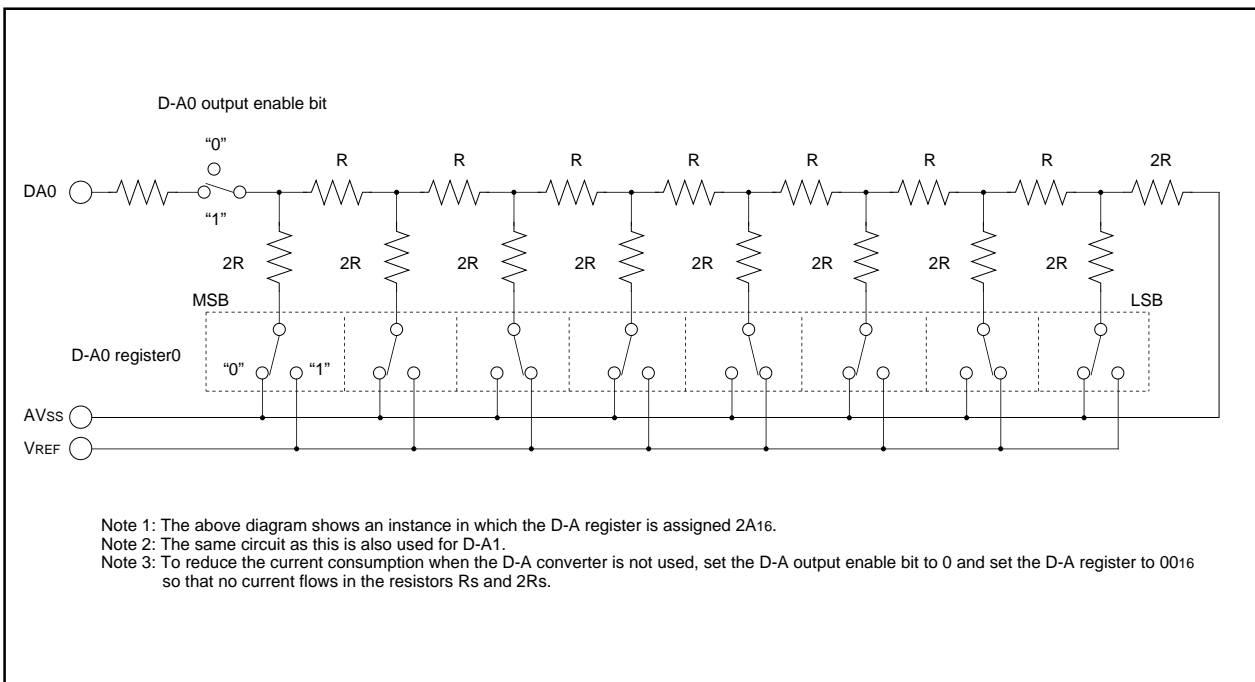 D-A0 output enable bit
“0”
R R R R R R R 2R
DA0
“1”
2R 2R 2R 2R 2R 2R 2R 2R
MSB LSB
D-A0 register0
“0” “1”
AVSS
VREF
Note 1: The above diagram shows an instance in which the D-A register is assigned 2A16.
Note 2: The same circuit as this is also used for D-A1.
Note 3: To reduce the current consumption when the D-A converter is not used, set the D-A output enable bit to 0 and set the D-A register to 0016
so that no current flows in the resistors Rs and 2Rs.